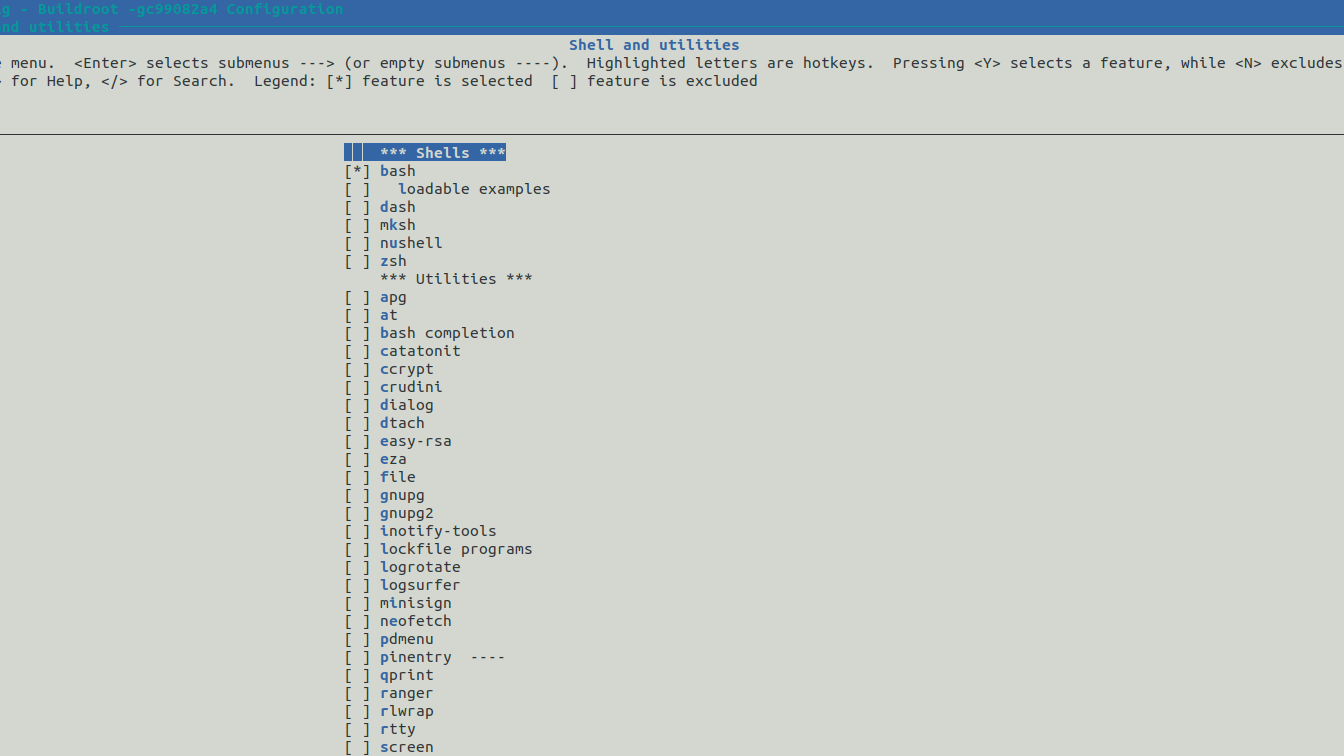 g - Buildroot -gc99082a4 Configuration
nd utilities
Shell and utilities
e menu.  <Enter> selects submenus ---> (or empty submenus ----).  Highlighted letters are hotkeys.  Pressing <Y> selects a feature, while <N> excludes
> for Help, </> for Search.  Legend: [*] feature is selected  [ ] feature is excluded
*** Shells ***
[*] bash
[ ]   loadable examples
[ ] dash
[ ] mksh
[ ] nushell
[ ] zsh
*** Utilities ***
[ ] apg
[ ] at
[ ] bash completion
[ ] catatonit
[ ] ccrypt
[ ] crudini
[ ] dialog
[ ] dtach
[ ] easy-rsa
[ ] eza
[ ] file
[ ] gnupg
[ ] gnupg2
[ ] inotify-tools
[ ] lockfile programs
[ ] logrotate
[ ] logsurfer
[ ] minisign
[ ] neofetch
[ ] pdmenu
[ ] pinentry  ----
[ ] qprint
[ ] ranger
[ ] rlwrap
[ ] rtty
[ ] screen